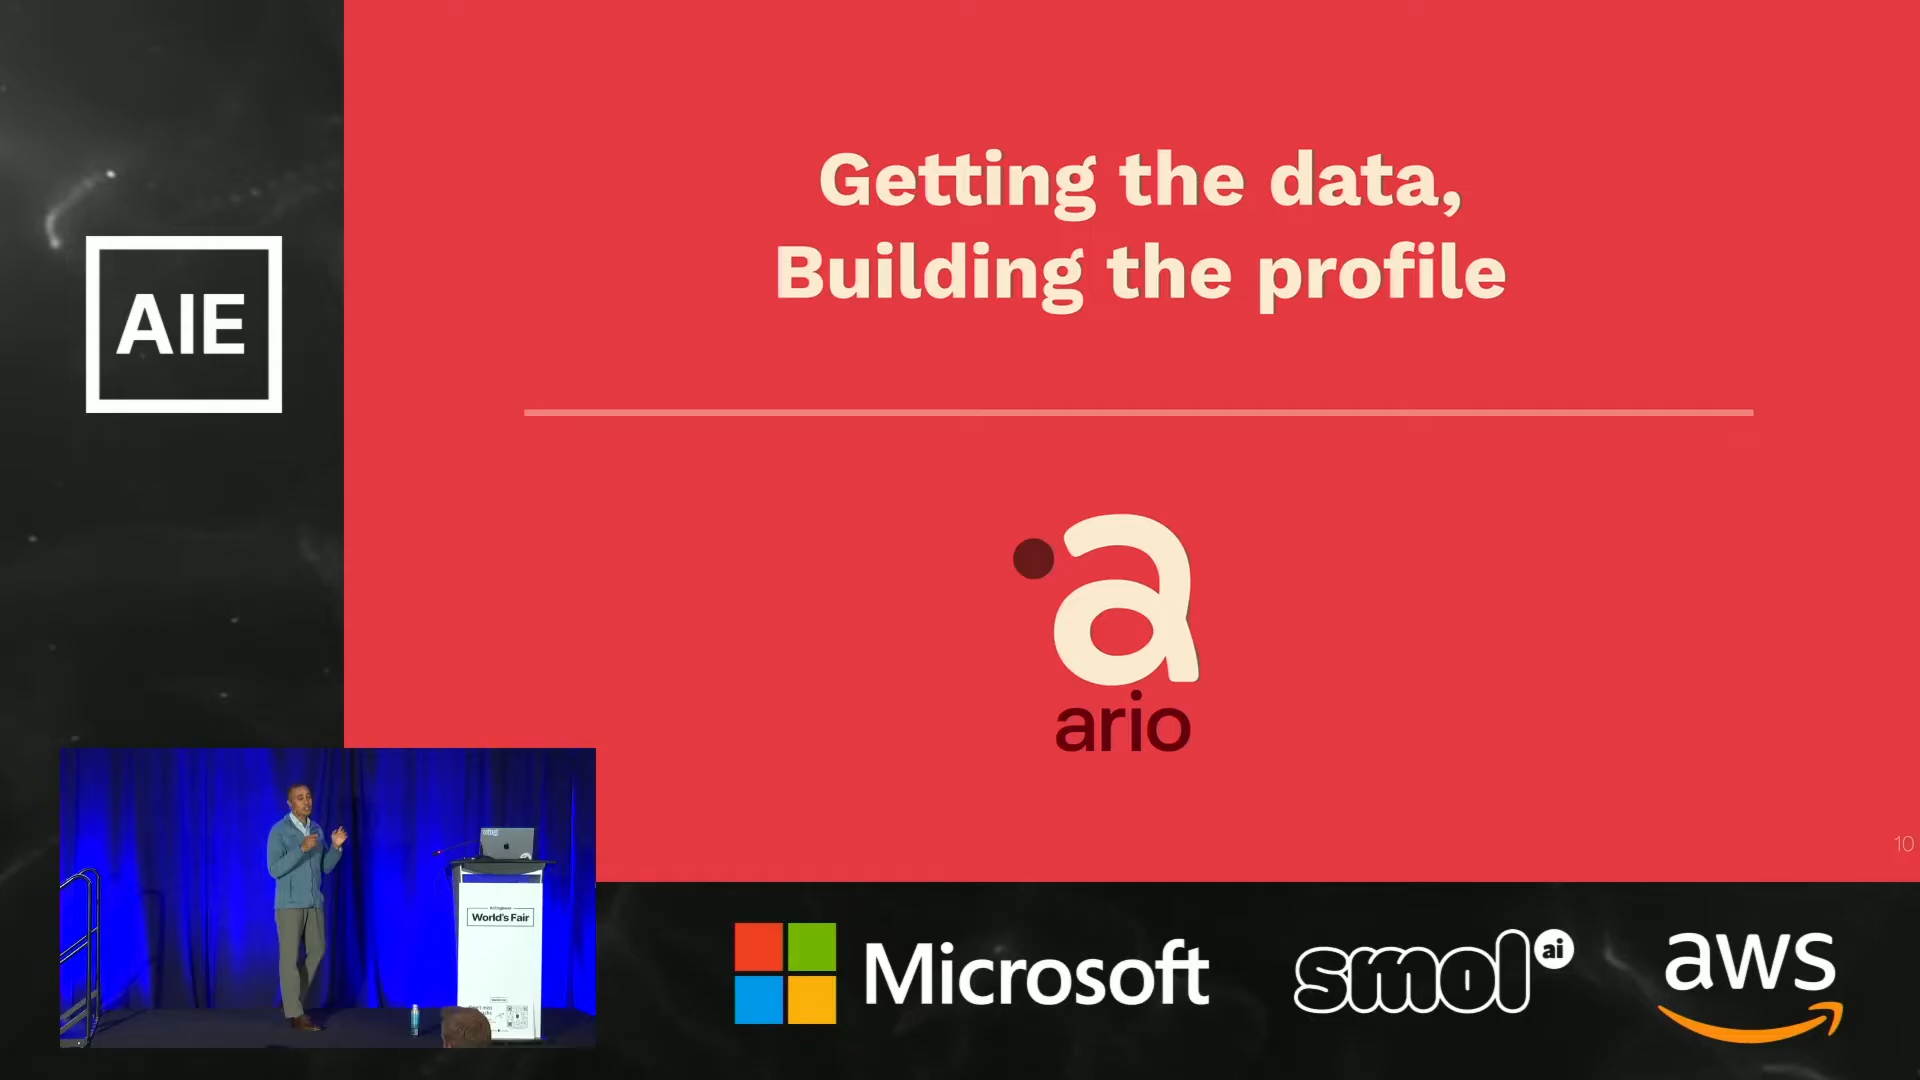 Getting the data,
Building the profile
AIE
a
ario
10
World's Fair
Microsoft
smol ai
aws